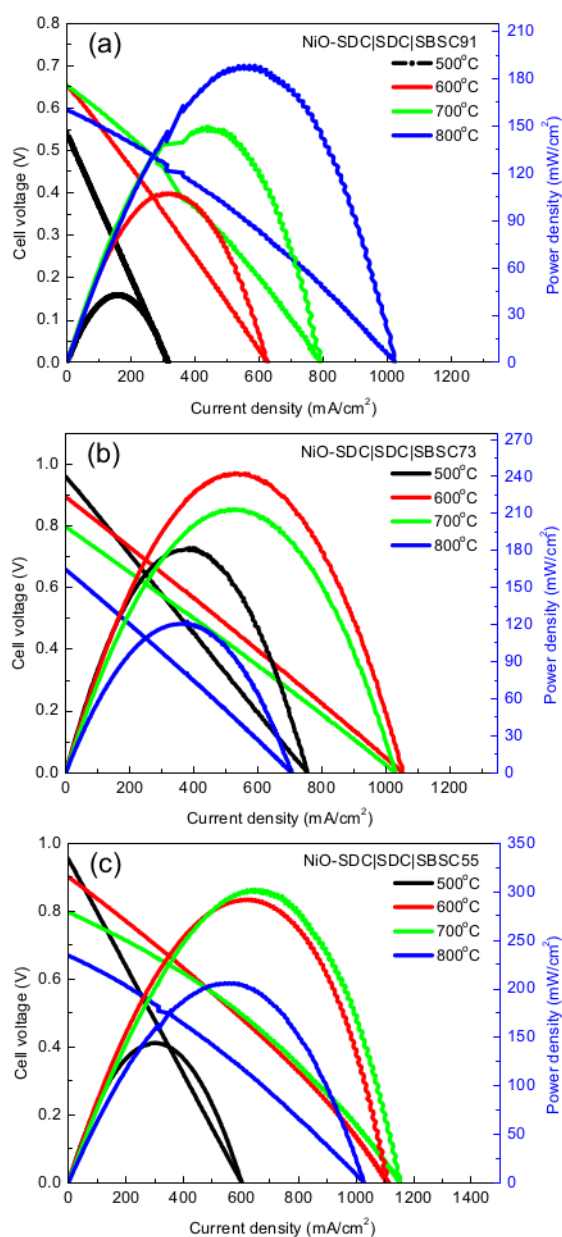 (a)
NiO-SDC|SDC|SBSC91
500°C
600°C
700°C
800°C
0.8
0.7
0.6
0.5
0.4
0.3
0.2
0.1
0.0
Cell voltage (V)
210
180
150
120
90
60
30
0
Power density (mW/cm²)
0 200 400 600 800 1000 1200
Current density (mA/cm²)
(b)
NiO-SDC|SDC|SBSC73
500°C
600°C
700°C
800°C
1.0
0.8
0.6
0.4
0.2
0.0
Cell voltage (V)
270
240
210
180
150
120
90
60
30
0
Power density (mW/cm²)
0 200 400 600 800 1000 1200
Current density (mA/cm²)
(c)
NiO-SDC|SDC|SBSC55
500°C
600°C
700°C
800°C
1.0
0.8
0.6
0.4
0.2
0.0
Cell voltage (V)
350
300
250
200
150
100
50
0
Power density (mW/cm²)
0 200 400 600 800 1000 1200 1400
Current density (mA/cm²)